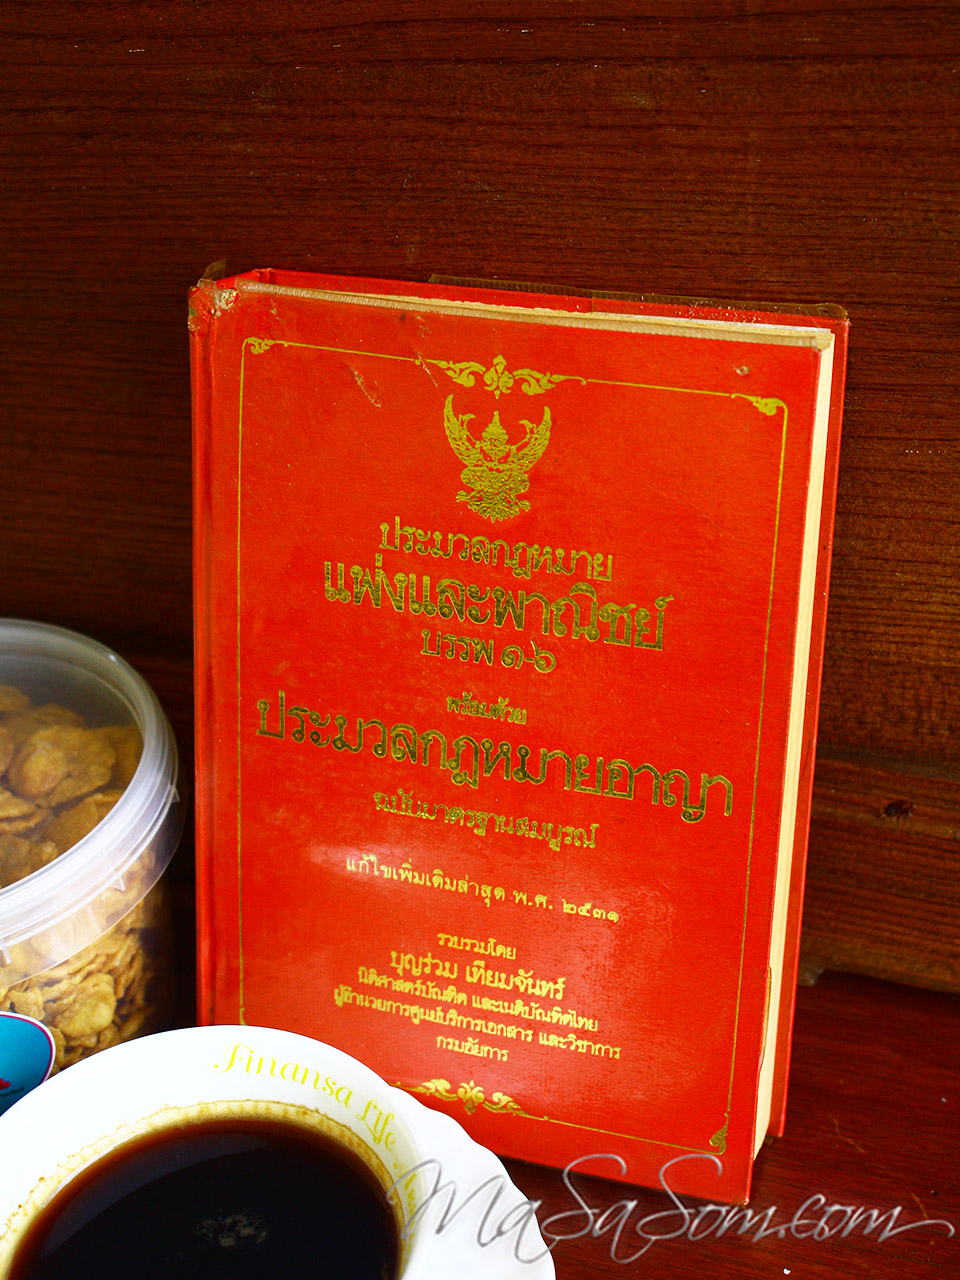 ประมวลกฎหมาย
แพ่งและพาณิชย์
บรรพ ๑-๖
พร้อมด้วย
ประมวลกฎหมายอาญา
ฉบับมาตรฐานสมบูรณ์
แก้ไขเพิ่มเติมล่าสุด พ.ศ. ๒๕๓๑
รวบรวมโดย
บุญร่วม เทียมจันทร์
นิติศาสตร์บัณฑิต และเนติบัณฑิตไทย
ผู้อำนวยการศูนย์บริการเอกสาร และวิชาการ
กรมอัยการ
Finansa Life
MaSaSom.com